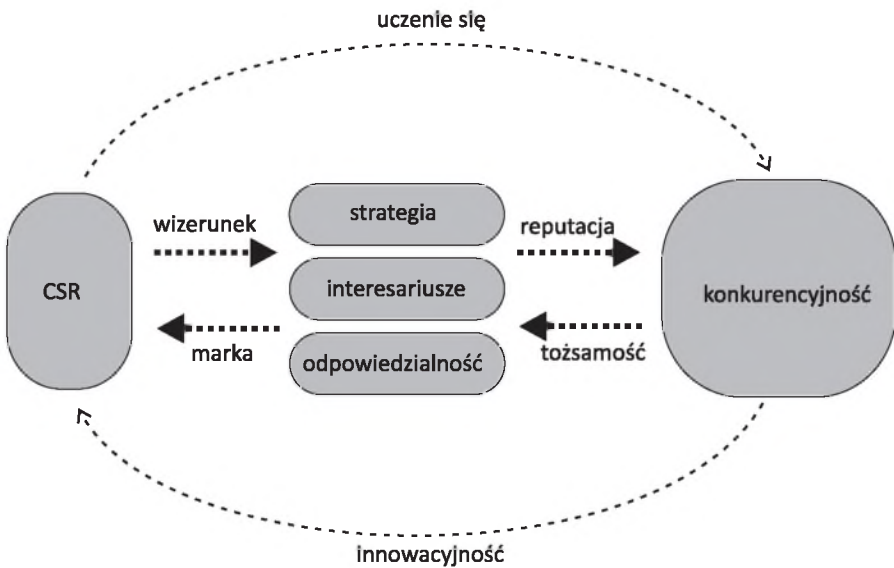 uczenie się
wizerunek
strategia
reputacja
CSR
interesariusze
konkurencyjność
marka
odpowiedzialność
tożsamość
innowacyjność